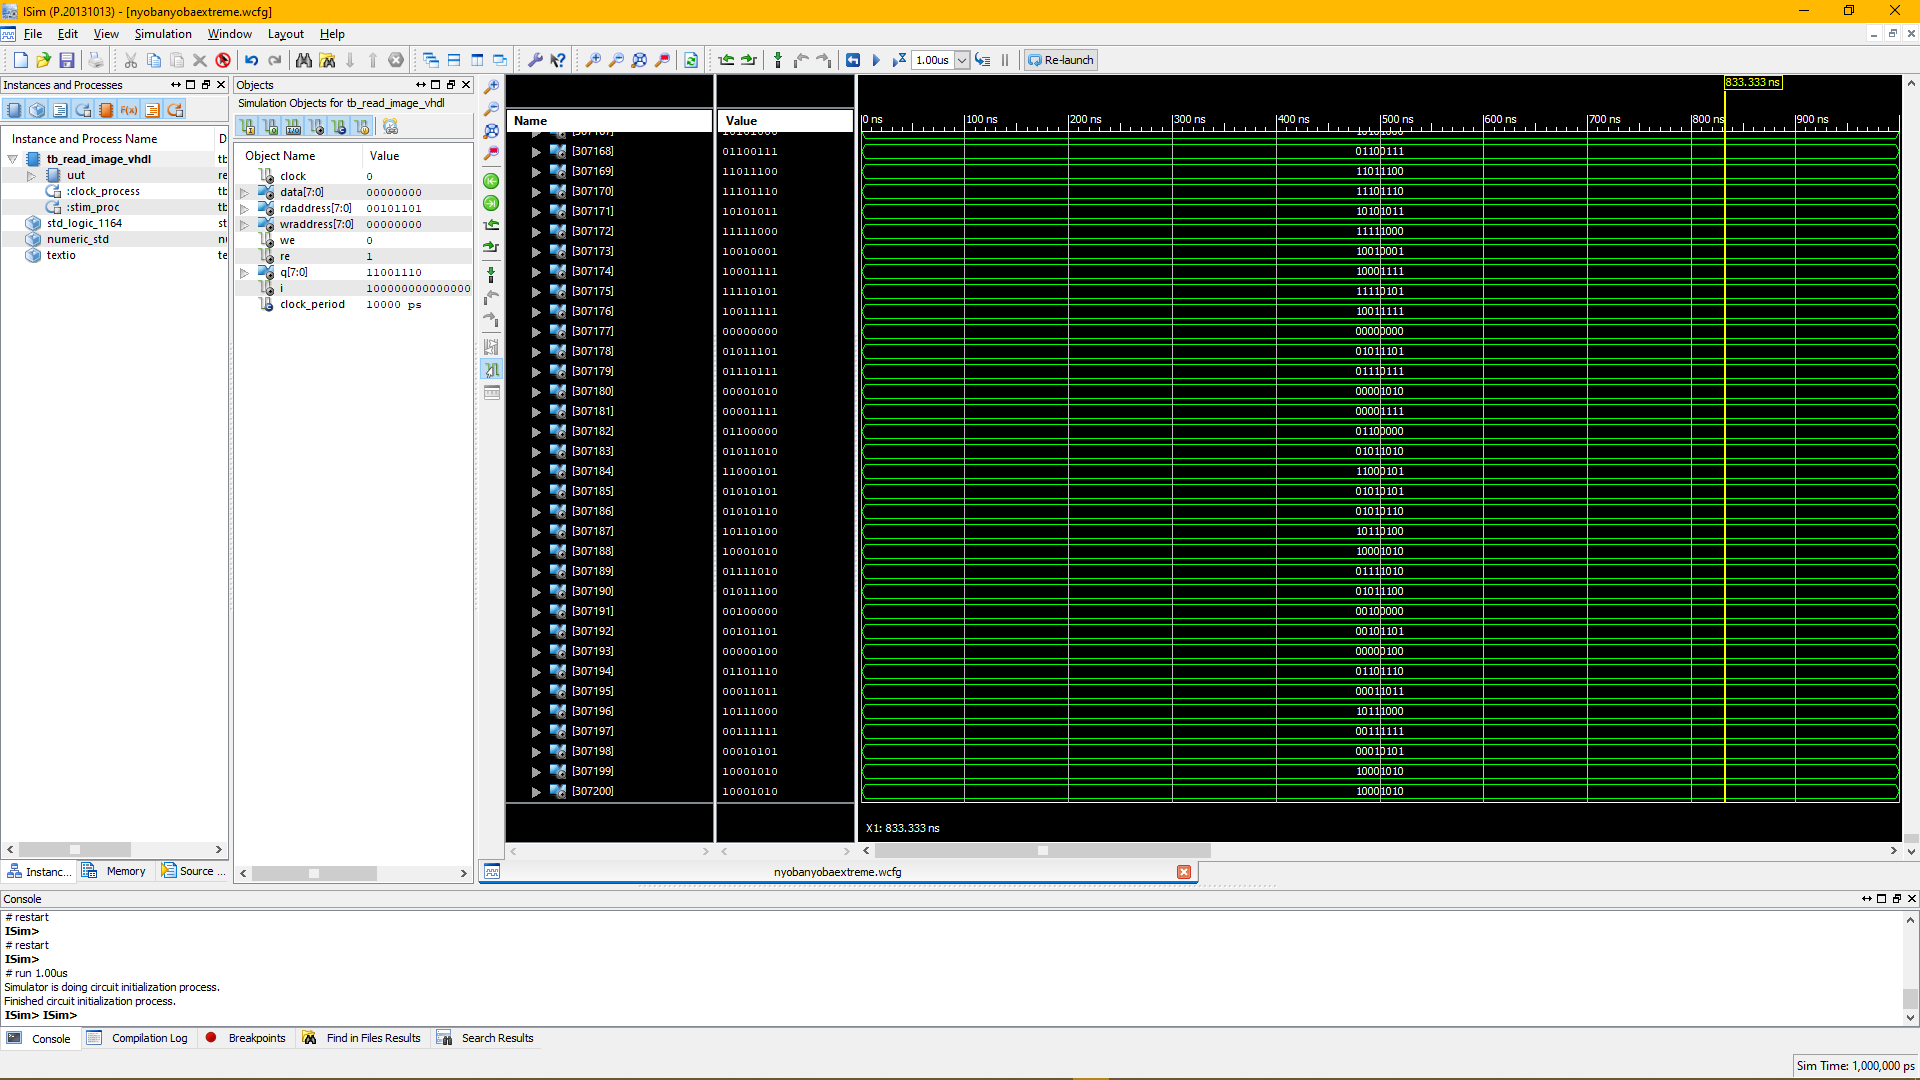 ISim (P.20131013) - [nyobanyobaextreme.wcfg]
File Edit View Simulation Window Layout Help
1.00us Re-launch
Instances and Processes
Instance and Process Name D
tb_read_image_vhdl tb
uut re
:clock_process tb
:stim_proc tb
std_logic_1164 st
numeric_std nu
textio te
Instanc... Memory Source ...
Objects
Simulation Objects for tb_read_image_vhdl
Object Name Value
clock 0
data[7:0] 00000000
rdaddress[7:0] 00101101
wraddress[7:0] 00000000
we 0
re 1
q[7:0] 11001110
i 100000000000000
clock_period 10000 ps
833.333 ns
Name Value
0 ns 100 ns 200 ns 300 ns 400 ns 500 ns 600 ns 700 ns 800 ns 900 ns
[307168] 01100111 01100111
[307169] 11011100 11011100
[307170] 11101110 11101110
[307171] 10101011 10101011
[307172] 11111000 11111000
[307173] 10010001 10010001
[307174] 10001111 10001111
[307175] 11110101 11110101
[307176] 10011111 10011111
[307177] 00000000 00000000
[307178] 01011101 01011101
[307179] 01110111 01110111
[307180] 00001010 00001010
[307181] 00001111 00001111
[307182] 01100000 01100000
[307183] 01011010 01011010
[307184] 11000101 11000101
[307185] 01010101 01010101
[307186] 01010110 01010110
[307187] 10110100 10110100
[307188] 10001010 10001010
[307189] 01111010 01111010
[307190] 01011100 01011100
[307191] 00100000 00100000
[307192] 00101101 00101101
[307193] 00000100 00000100
[307194] 01101110 01101110
[307195] 00011011 00011011
[307196] 10111000 10111000
[307197] 00111111 00111111
[307198] 00010101 00010101
[307199] 10001010 10001010
[307200] 10001010 10001010
X1: 833.333 ns
nyobanyobaextreme.wcfg
Console
# restart
ISim>
# restart
ISim>
# run 1.00us
Simulator is doing circuit initialization process.
Finished circuit initialization process.
ISim> ISim>
Console Compilation Log Breakpoints Find in Files Results Search Results
Sim Time: 1,000,000 ps